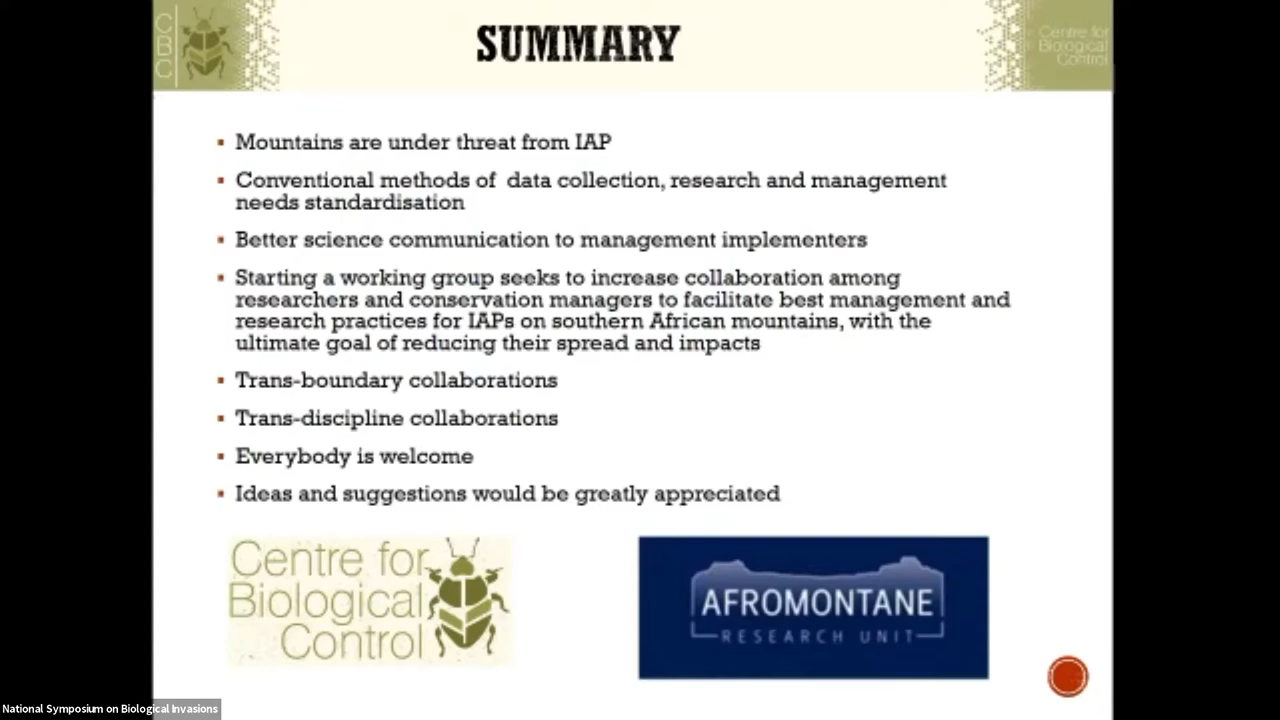 CBC
SUMMARY
Centre for
Biological
Control
Mountains are under threat from IAP
Conventional methods of data collection, research and management
needs standardisation
Better science communication to management implementers
Starting a working group seeks to increase collaboration among
researchers and conservation managers to facilitate best management and
research practices for IAPs on southern African mountains, with the
ultimate goal of reducing their spread and impacts
Trans-boundary collaborations
Trans-discipline collaborations
Everybody is welcome
Ideas and suggestions would be greatly appreciated
Centre for
Biological
Control
AFROMONTANE
RESEARCH UNIT
National Symposium on Biological Invasions